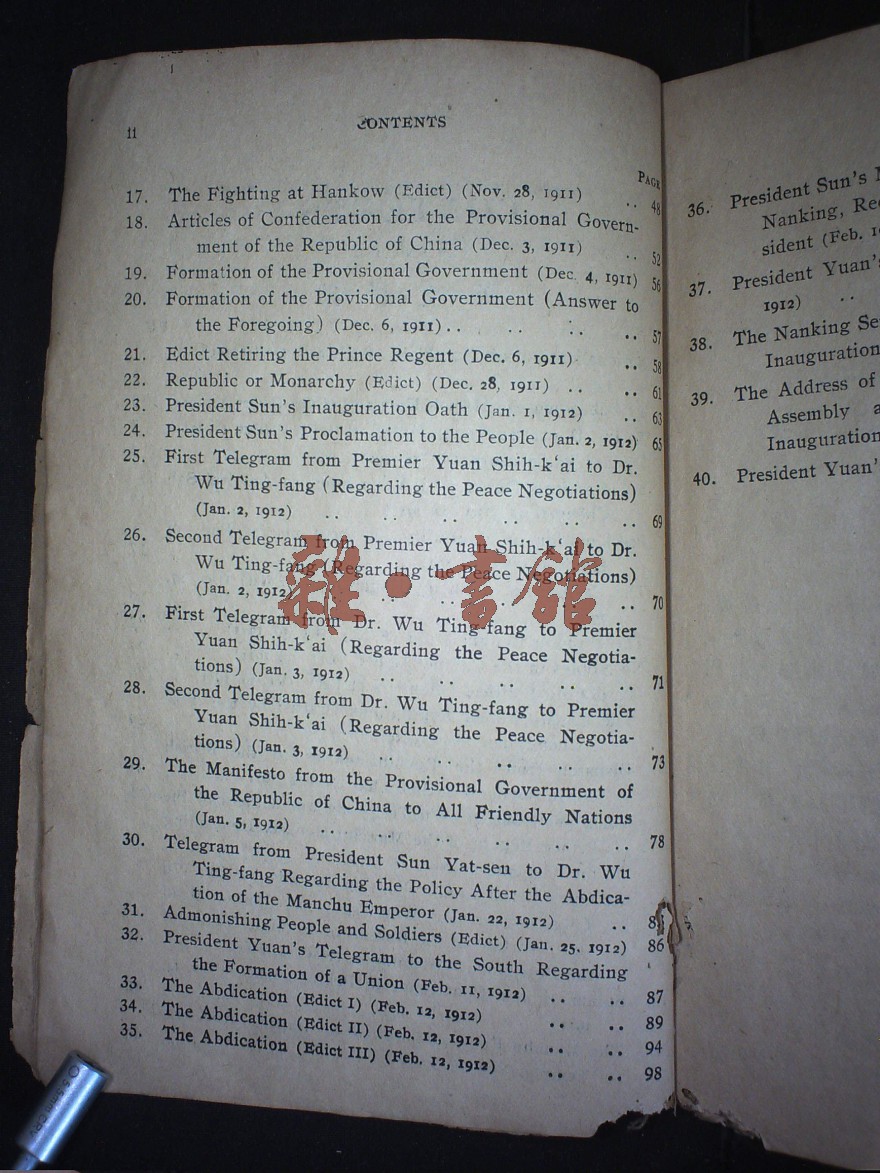 ii
CONTENTS
PAGE
17. The Fighting at Hankow (Edict) (Nov. 28, 1911) .. 48
18. Articles of Confederation for the Provisional Govern-
ment of the Republic of China (Dec. 3, 1911) .. 52
19. Formation of the Provisional Government (Dec. 4, 1911) 56
20. Formation of the Provisional Government (Answer to
the Foregoing) (Dec. 6, 1911) .. .. .. .. 57
21. Edict Retiring the Prince Regent (Dec. 6, 1911) .. 58
22. Republic or Monarchy (Edict) (Dec. 28, 1911) .. .. 61
23. President Sun's Inauguration Oath (Jan. 1, 1912) .. 63
24. President Sun's Proclamation to the People (Jan. 2, 1912) 65
25. First Telegram from Premier Yuan Shih-k‘ai to Dr.
Wu Ting-fang (Regarding the Peace Negotiations)
(Jan. 2, 1912) .. .. .. .. .. .. 69
26. Second Telegram from Premier Yuan Shih-k‘ai to Dr.
Wu Ting-fang (Regarding the Peace Negotiations)
(Jan. 2, 1912) .. .. .. .. .. 70
27. First Telegram from Dr. Wu Ting-fang to Premier
Yuan Shih-k‘ai (Regarding the Peace Negotia-
tions) (Jan. 3, 1912) .. .. .. .. .. 71
28. Second Telegram from Dr. Wu Ting-fang to Premier
Yuan Shih-k‘ai (Regarding the Peace Negotia-
tions) (Jan. 3, 1912) .. .. .. .. .. 73
29. The Manifesto from the Provisional Government of
the Republic of China to All Friendly Nations
(Jan. 5, 1912) .. .. .. .. .. .. 78
30. Telegram from President Sun Yat-sen to Dr. Wu
Ting-fang Regarding the Policy After the Abdica-
tion of the Manchu Emperor (Jan. 22, 1912) ..
31. Admonishing People and Soldiers (Edict) (Jan. 25. 1912) 86
32. President Yuan's Telegram to the South Regarding
the Formation of a Union (Feb. 11, 1912) .. .. 87
33. The Abdication (Edict I) (Feb. 12, 1912) .. .. 89
34. The Abdication (Edict II) (Feb. 12, 1912) .. .. 94
35. The Abdication (Edict III) (Feb. 12, 1912) .. .. 98
36. President Sun's
Nanking,
sident (Feb.
37. President Yuan's
1912) ..
38. The Nanking
Inauguration
39. The Address of
Assembly
Inauguration
40. President Yuan'
雜·書館